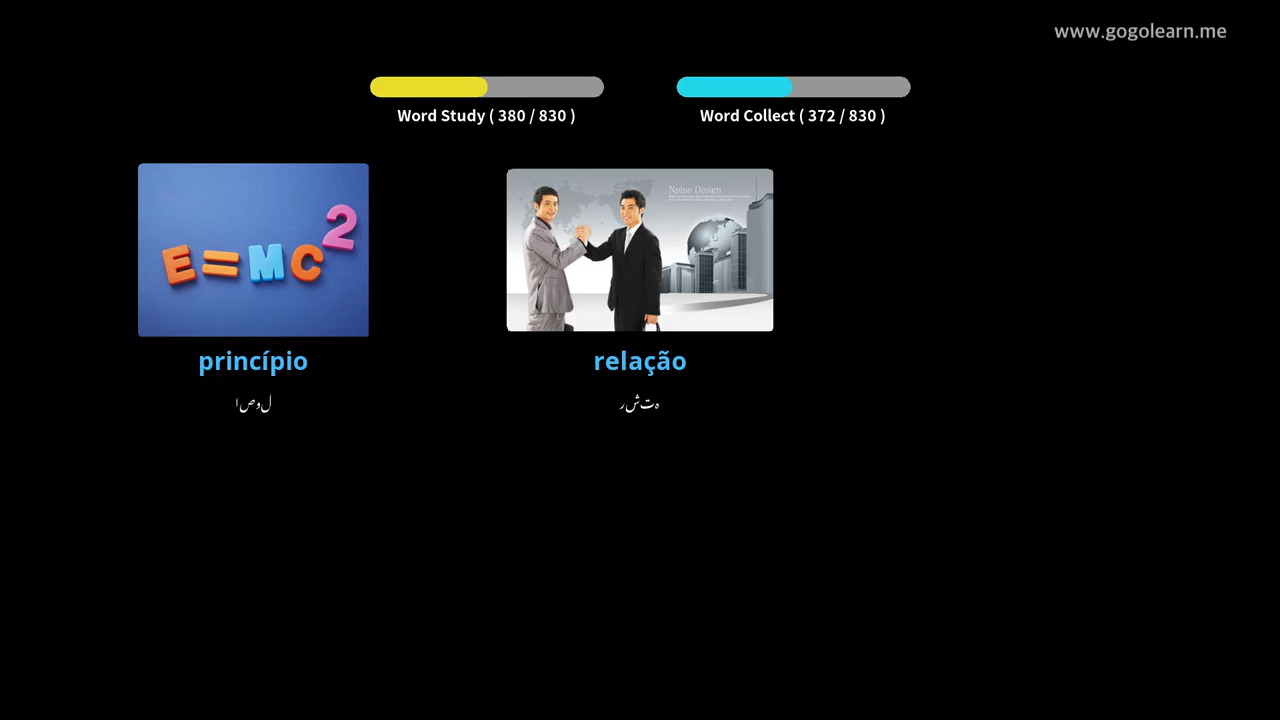 www.gogolearn.me
Word Study ( 380 / 830 )
Word Collect ( 372 / 830 )
E=MC2
Npine Design
princípio
relação
اصول
رشتہ